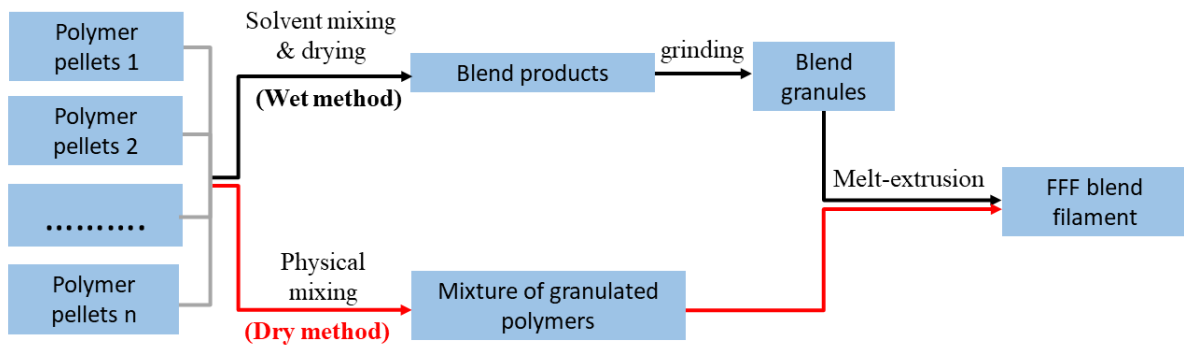 Polymer
pellets 1
Polymer
pellets 2
..........
Polymer
pellets n
Solvent mixing
& drying
(Wet method)
Blend products
grinding
Blend
granules
Melt-extrusion
FFF blend
filament
Physical
mixing
(Dry method)
Mixture of granulated
polymers